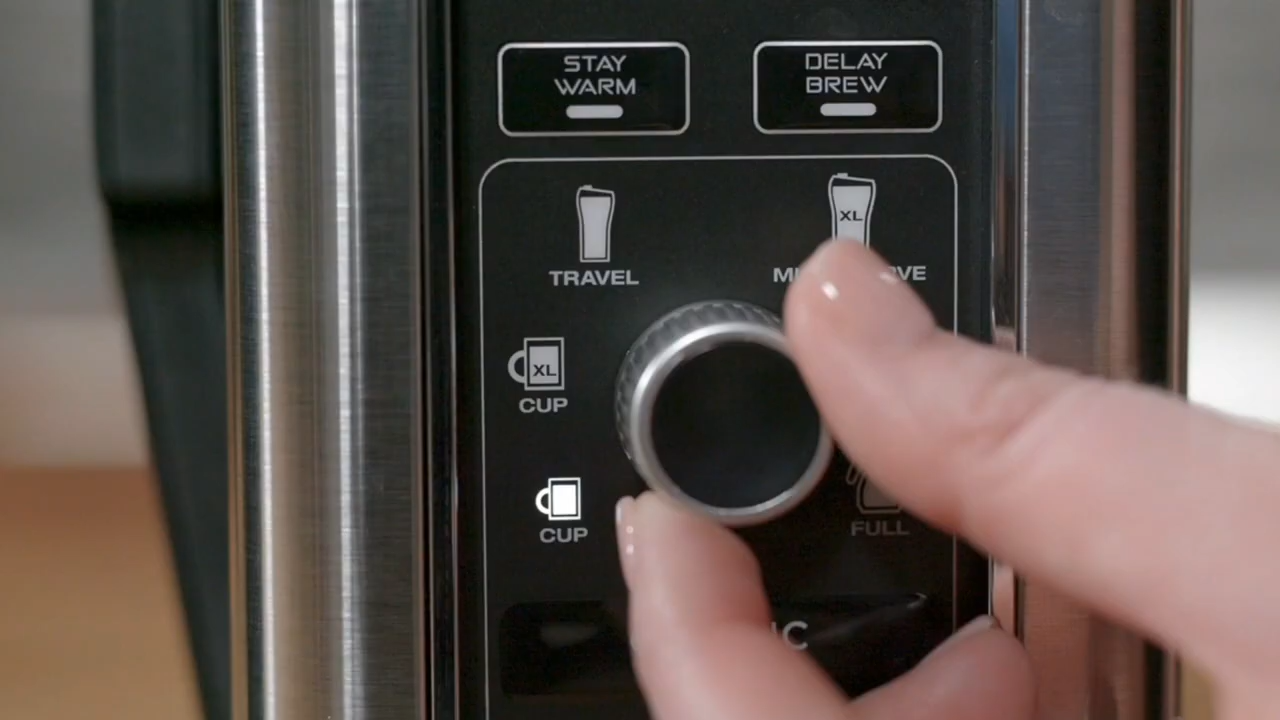 STAY
WARM
DELAY
BREW
XL
TRAVEL
XL
CUP
CUP
FULL